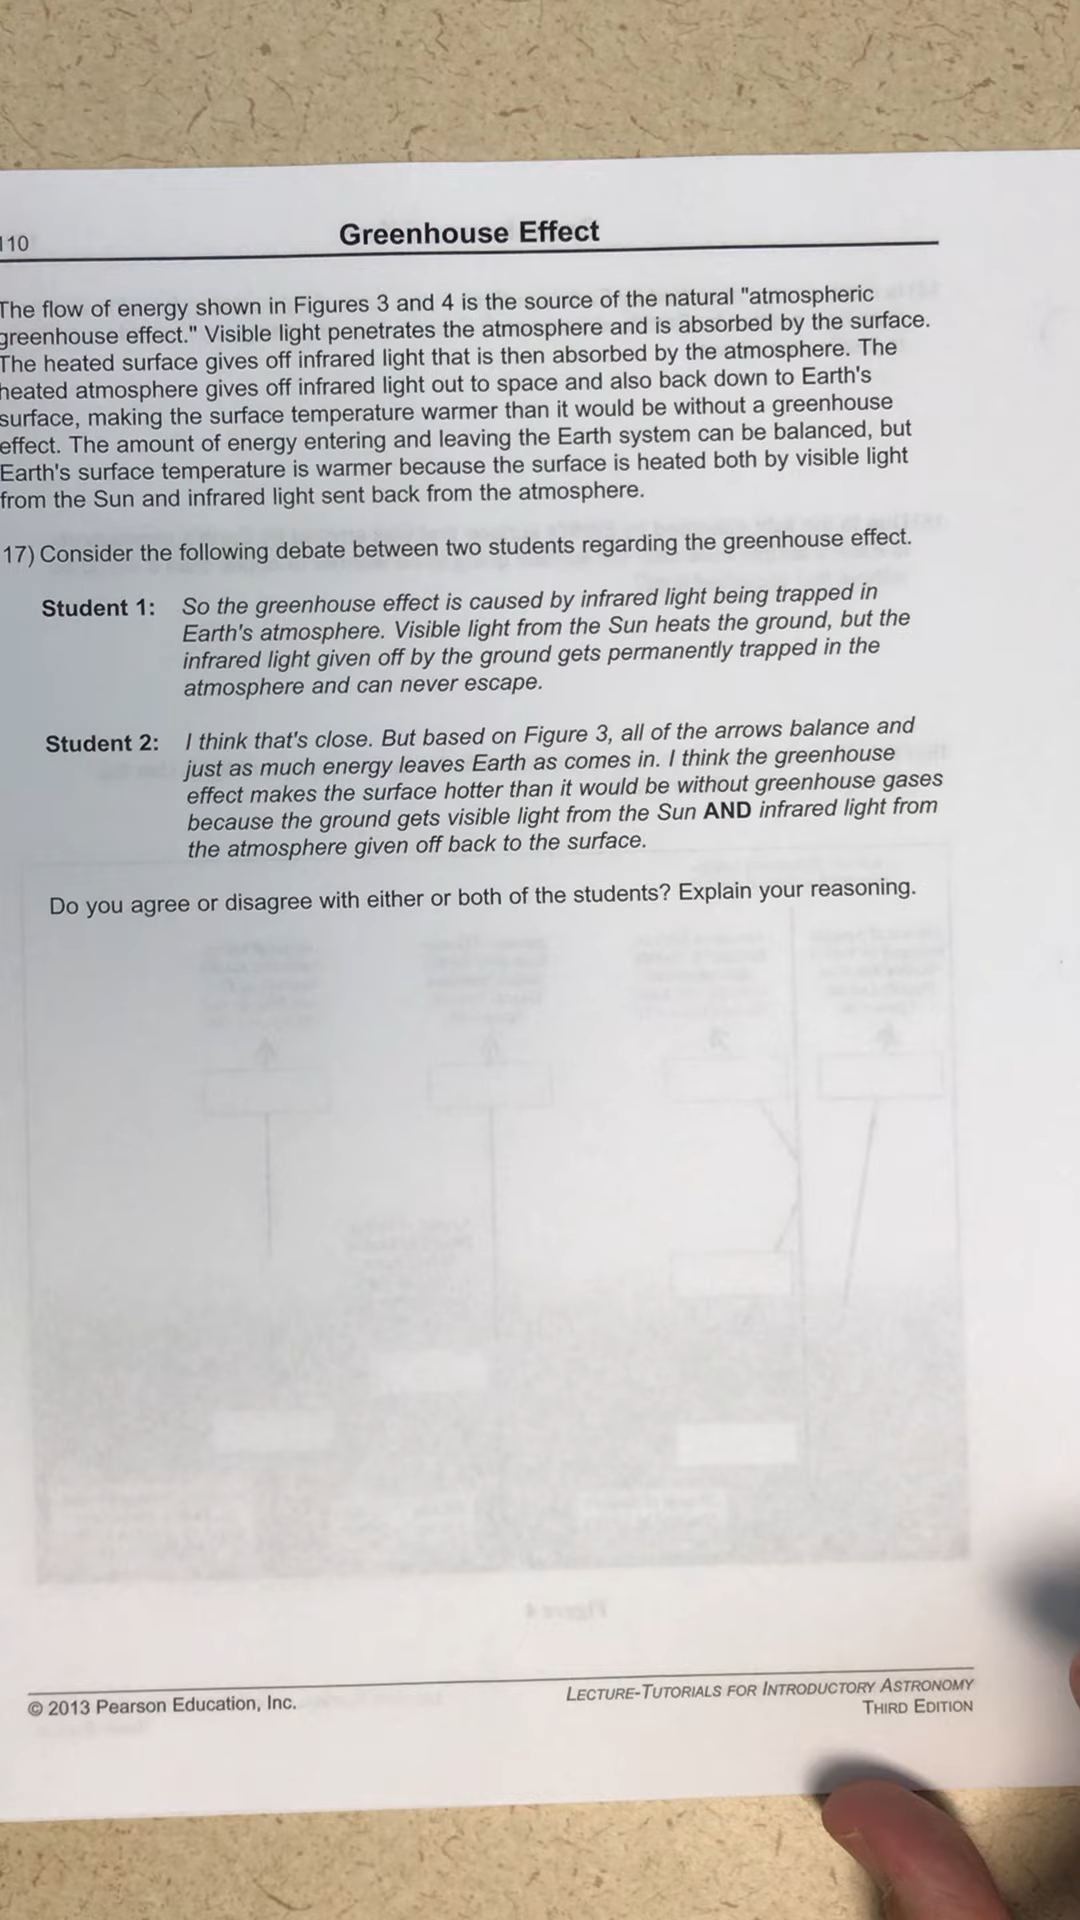 110
Greenhouse Effect
The flow of energy shown in Figures 3 and 4 is the source of the natural "atmospheric
greenhouse effect." Visible light penetrates the atmosphere and is absorbed by the surface.
The heated surface gives off infrared light that is then absorbed by the atmosphere. The
heated atmosphere gives off infrared light out to space and also back down to Earth's
surface, making the surface temperature warmer than it would be without a greenhouse
effect. The amount of energy entering and leaving the Earth system can be balanced, but
Earth's surface temperature is warmer because the surface is heated both by visible light
from the Sun and infrared light sent back from the atmosphere.
17) Consider the following debate between two students regarding the greenhouse effect.
Student 1: So the greenhouse effect is caused by infrared light being trapped in
Earth's atmosphere. Visible light from the Sun heats the ground, but the
infrared light given off by the ground gets permanently trapped in the
atmosphere and can never escape.
Student 2: I think that's close. But based on Figure 3, all of the arrows balance and
just as much energy leaves Earth as comes in. I think the greenhouse
effect makes the surface hotter than it would be without greenhouse gases
because the ground gets visible light from the Sun AND infrared light from
the atmosphere given off back to the surface.
Do you agree or disagree with either or both of the students? Explain your reasoning.
Figure 4
© 2013 Pearson Education, Inc.
LECTURE-TUTORIALS FOR INTRODUCTORY ASTRONOMY
THIRD EDITION